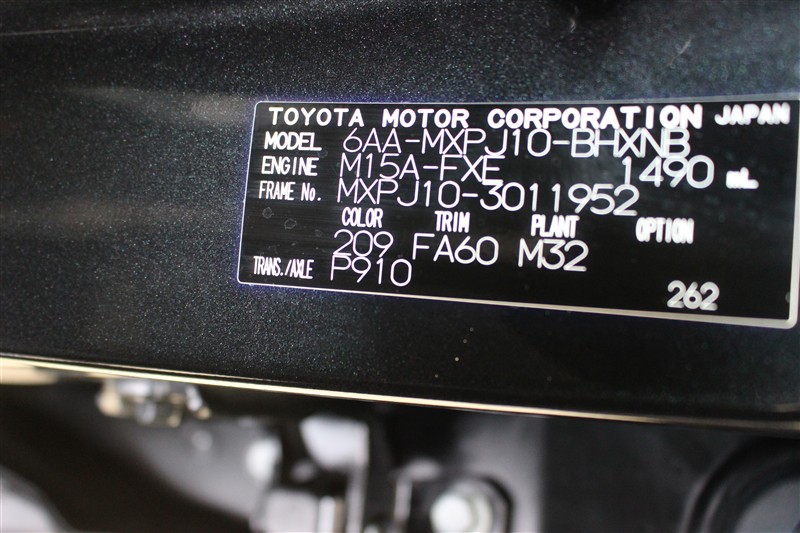 TOYOTA MOTOR CORPORATION JAPAN
MODEL 6AA-MXPJ10-BHXNB
ENGINE M15A-FXE 1490 mL
FRAME No. MXPJ10-3011952
COLOR TRIM PLANT OPTION
209 FA60 M32
TRANS./AXLE P910
262